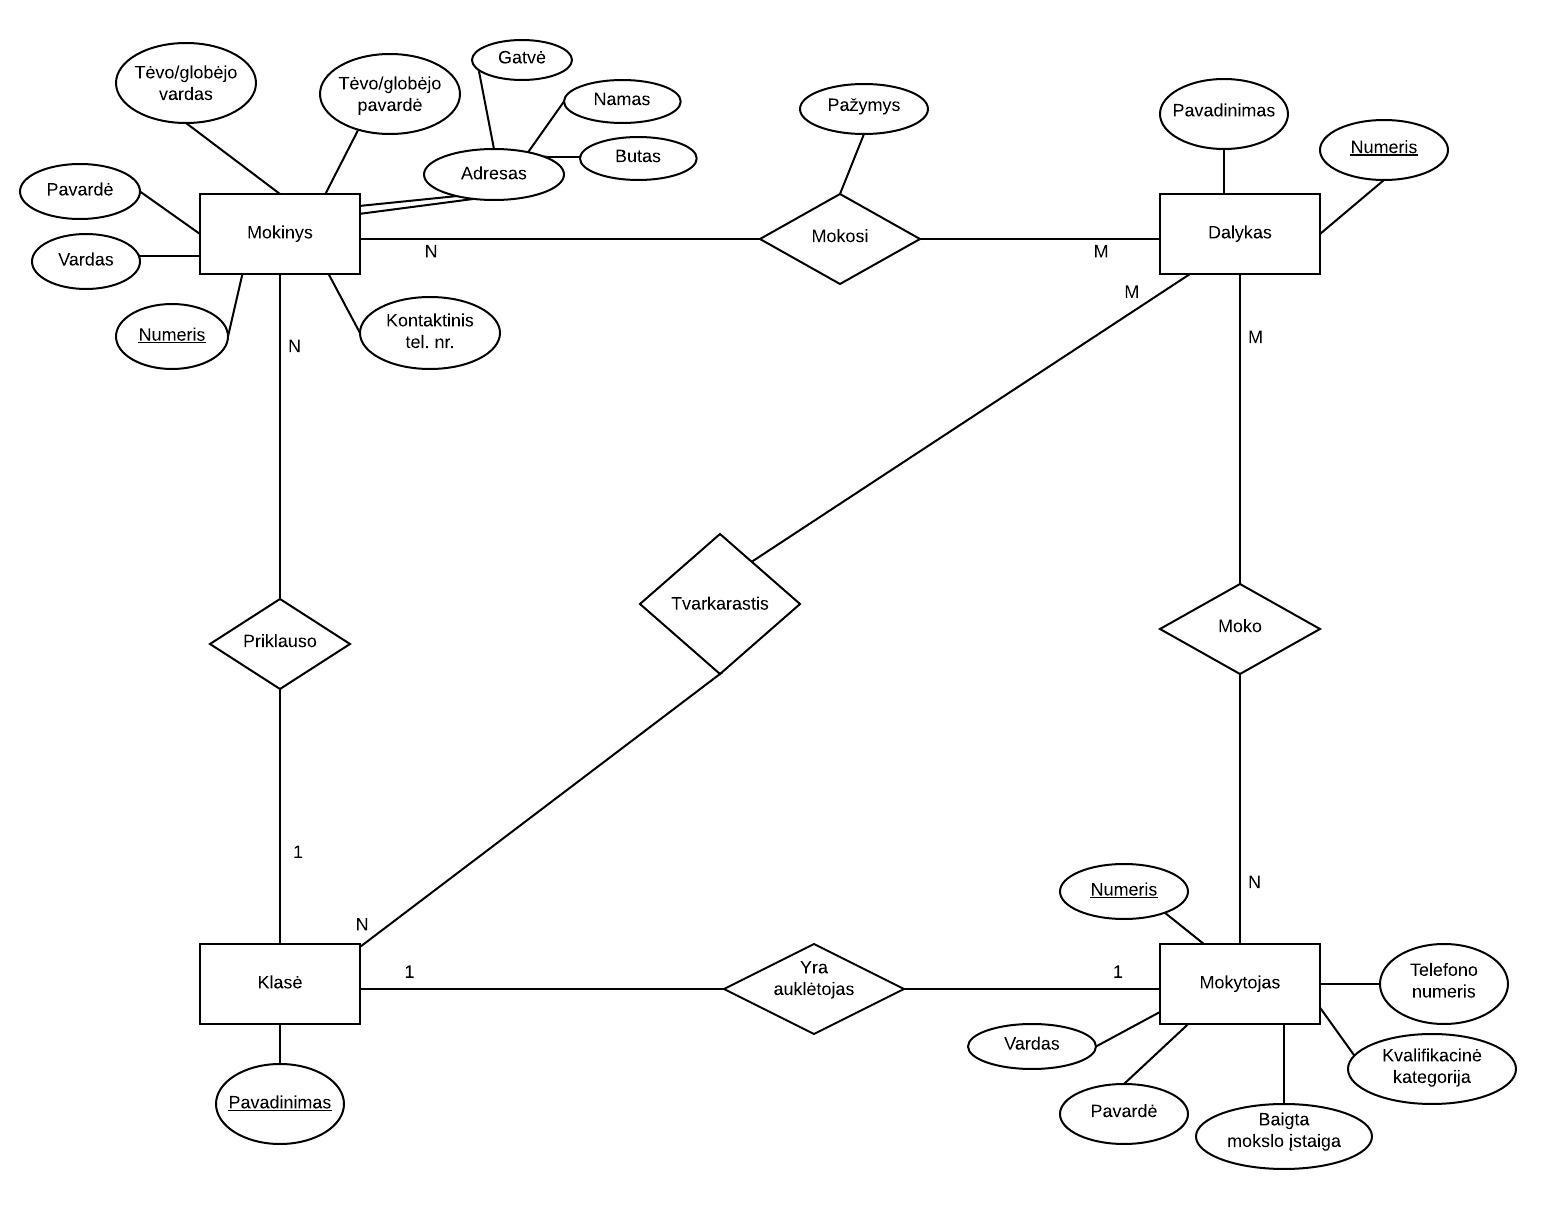 Gatvė
Tėvo/globėjo
vardas
Tėvo/globėjo
pavardė
Namas
Pažymys
Pavadinimas
Numeris
Butas
Adresas
Pavardė
Mokinys
Mokosi
Dalykas
N
M
Vardas
M
Numeris
Kontaktinis
tel. nr.
N
M
Tvarkarastis
Priklauso
Moko
1
N
N
Numeris
Klasė
1
Yra
auklėtojas
1
Mokytojas
Telefono
numeris
Vardas
Kvalifikacinė
kategorija
Pavadinimas
Pavardė
Baigta
mokslo įstaiga